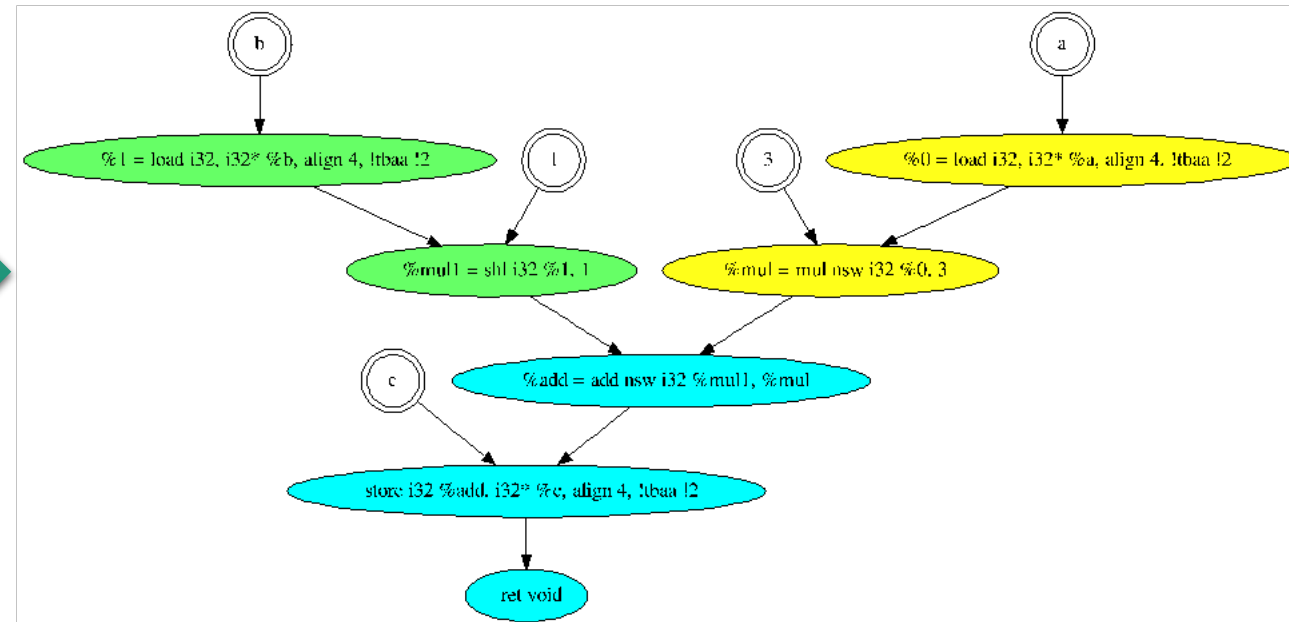 b
a
%1 = load i32, i32* %b, align 4, !tbaa !2
1
3
%0 = load i32, i32* %a, align 4, !tbaa !2
%mul1 = shl i32 %1, 1
%mul = mul nsw i32 %0, 3
c
%add = add nsw i32 %mul1, %mul
store i32 %add, i32* %c, align 4, !tbaa !2
ret void